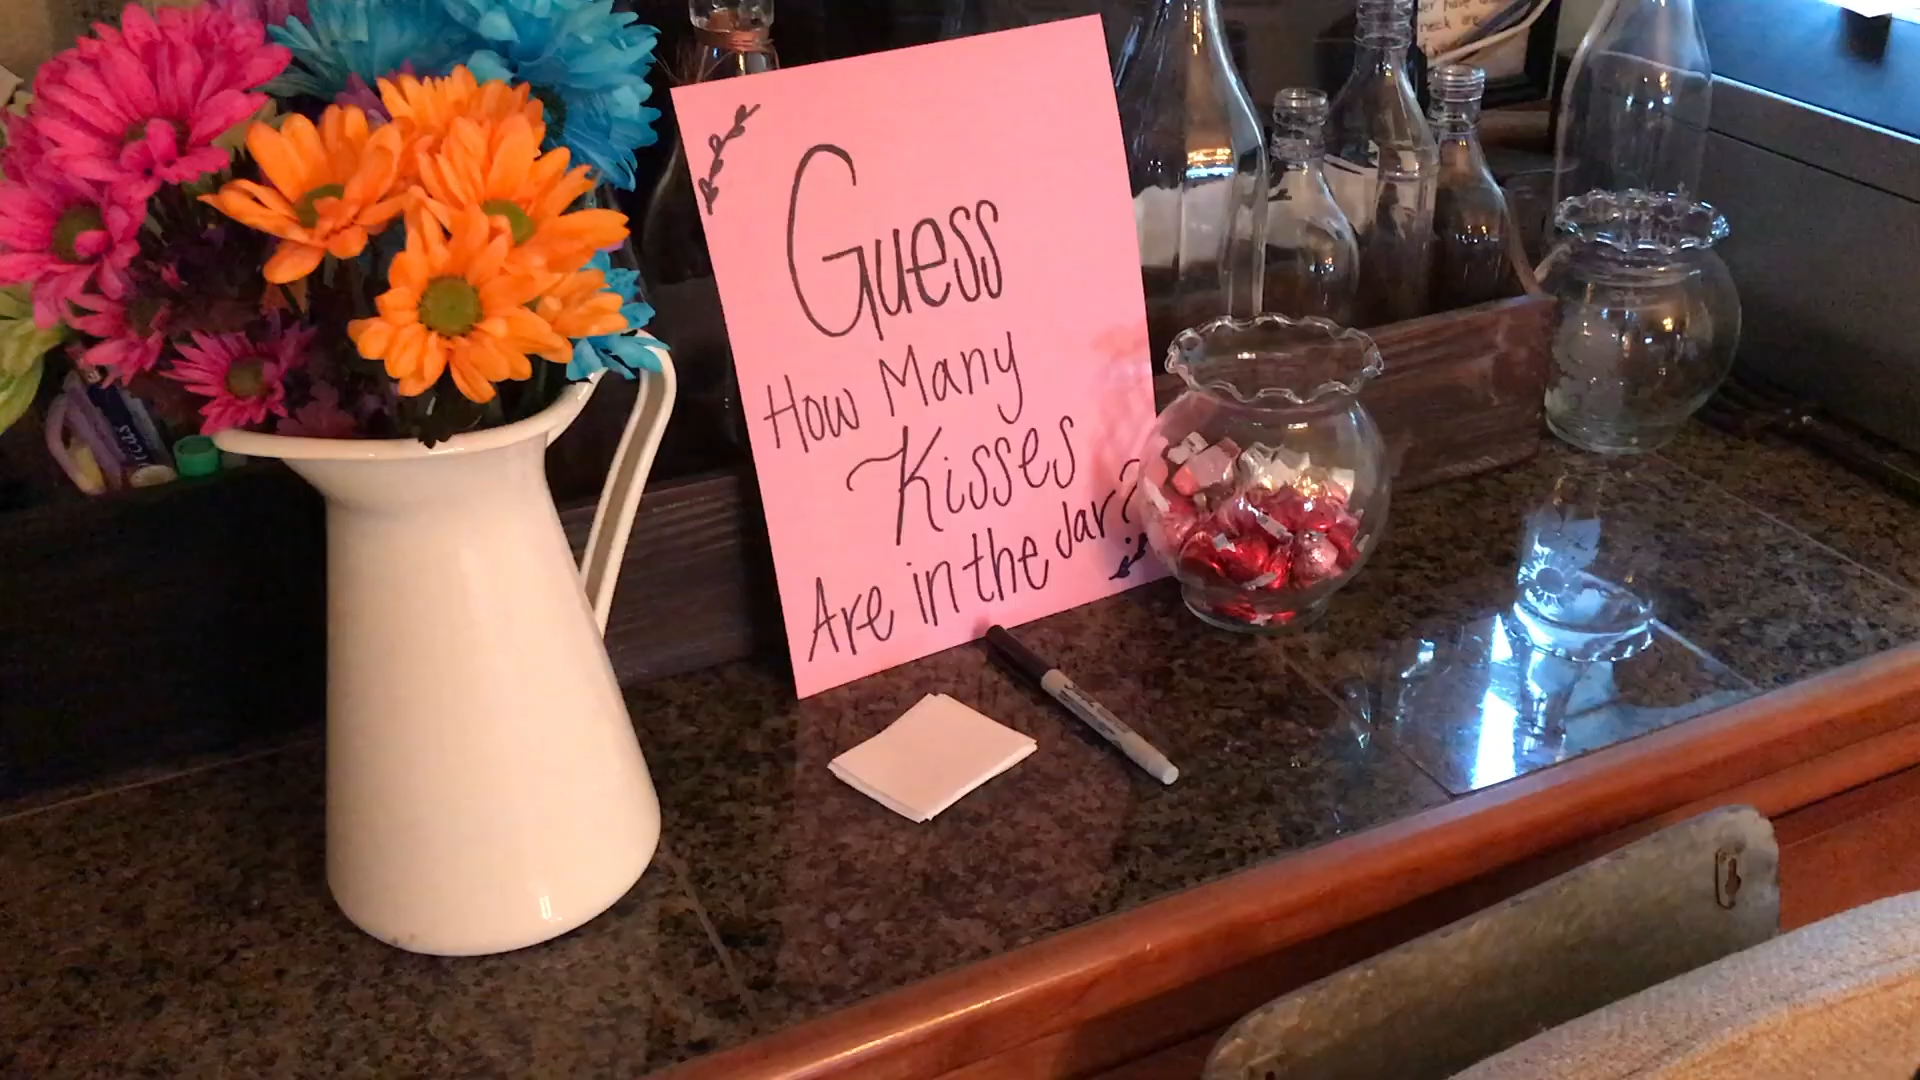 Guess
How Many
Kisses
Are in the Jar?